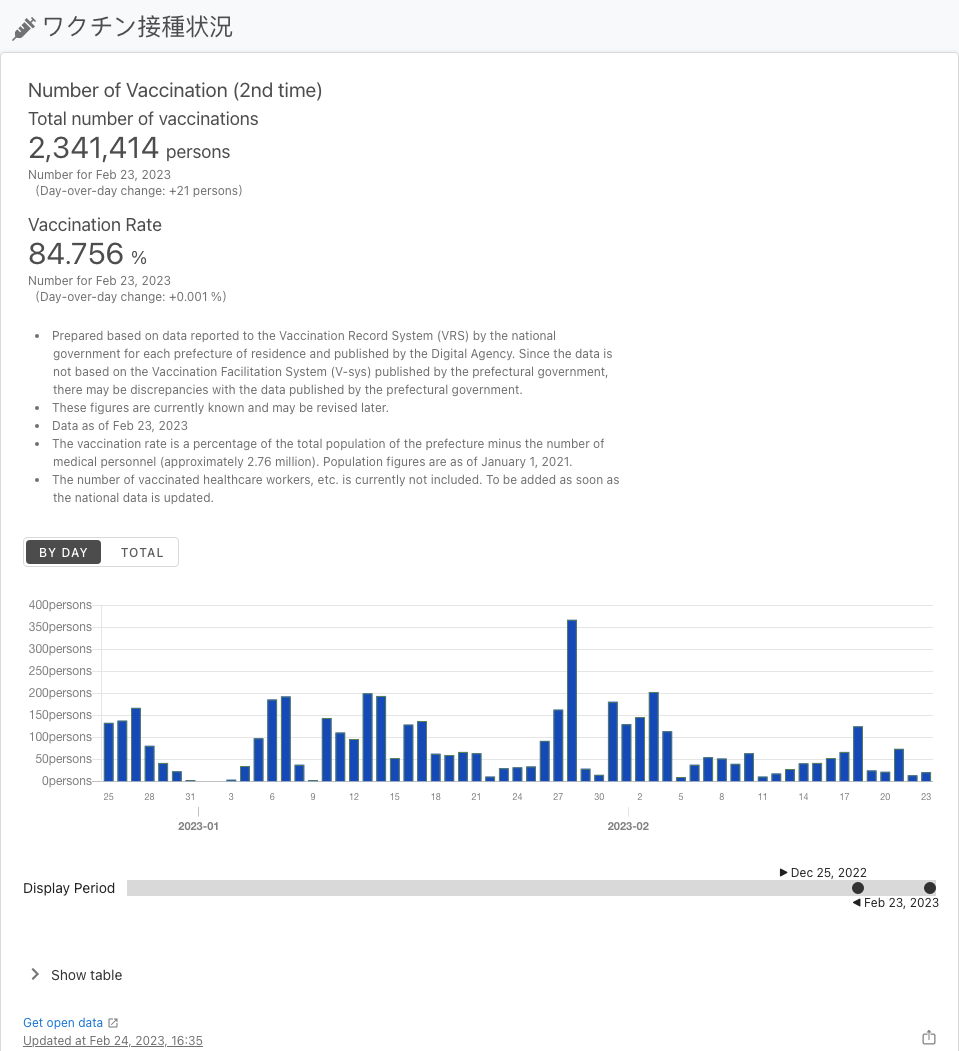 ワクチン接種状況
Number of Vaccination (2nd time)
Total number of vaccinations
2,341,414 persons
Number for Feb 23, 2023
(Day-over-day change: +21 persons)
Vaccination Rate
84.756 %
Number for Feb 23, 2023
(Day-over-day change: +0.001 %)
• Prepared based on data reported to the Vaccination Record System (VRS) by the national
government for each prefecture of residence and published by the Digital Agency. Since the data is
not based on the Vaccination Facilitation System (V-sys) published by the prefectural government,
there may be discrepancies with the data published by the prefectural government.
• These figures are currently known and may be revised later.
• Data as of Feb 23, 2023
• The vaccination rate is a percentage of the total population of the prefecture minus the number of
medical personnel (approximately 2.76 million). Population figures are as of January 1, 2021.
• The number of vaccinated healthcare workers, etc. is currently not included. To be added as soon as
the national data is updated.
BY DAY TOTAL
400persons
350persons
300persons
250persons
200persons
150persons
100persons
50persons
0persons
25 28 31 3 6 9 12 15 18 21 24 27 30 2 5 8 11 14 17 20 23
2023-01 2023-02
Dec 25, 2022
Display Period
Feb 23, 2023
Show table
Get open data
Updated at Feb 24, 2023, 16:35